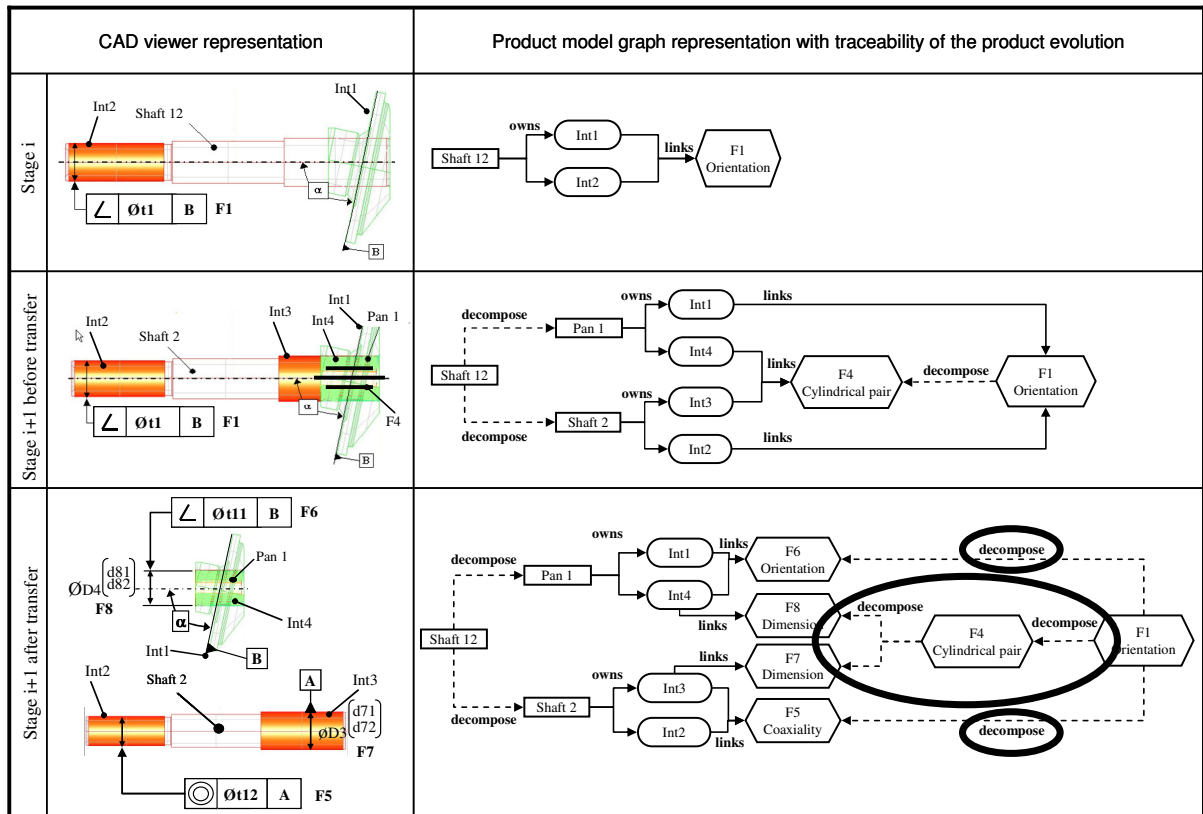 CAD viewer representation
Product model graph representation with traceability of the product evolution
Stage i
Int2
Shaft 12
Int1
α
∠ Øt1 B F1
B
Shaft 12
owns
Int1
Int2
links
F1
Orientation
Stage i+1 before transfer
Int2
Shaft 2
Int3
Int1
Int4
Pan 1
α
F4
∠ Øt1 B F1
B
decompose
Shaft 12
decompose
Pan 1
Shaft 2
owns
owns
Int1
Int4
Int3
Int2
links
links
links
F4
Cylindrical pair
decompose
F1
Orientation
Stage i+1 after transfer
∠ Øt11 B F6
Pan 1
ØD4 d81
d82
F8
α
Int4
Int1
B
Int2
Shaft 2
A
Int3
ØD3 d71
d72
F7
◎ Øt12 A F5
Shaft 12
decompose
decompose
Pan 1
Shaft 2
owns
owns
Int1
Int4
Int3
Int2
links
links
links
links
F6
Orientation
F8
Dimension
F7
Dimension
F5
Coaxiality
decompose
decompose
F4
Cylindrical pair
decompose
F1
Orientation
decompose